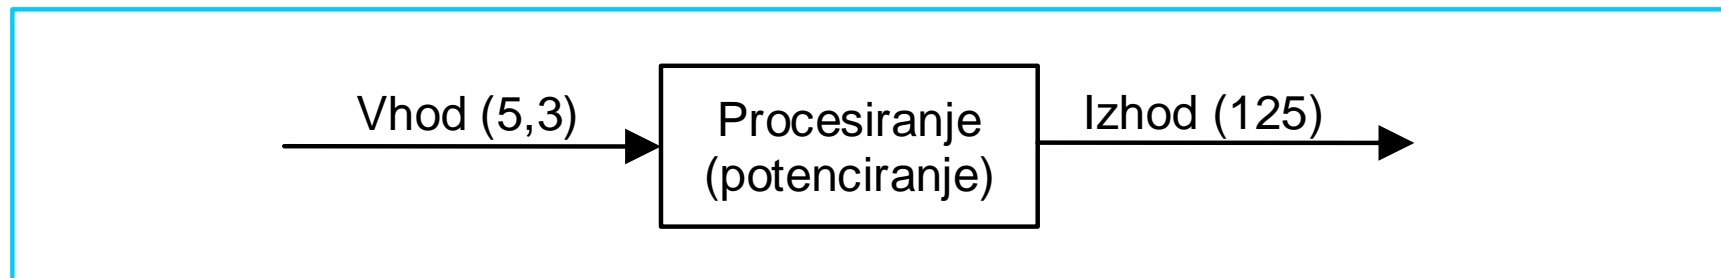 Vhod (5,3)
Procesiranje
(potenciranje)
Izhod (125)